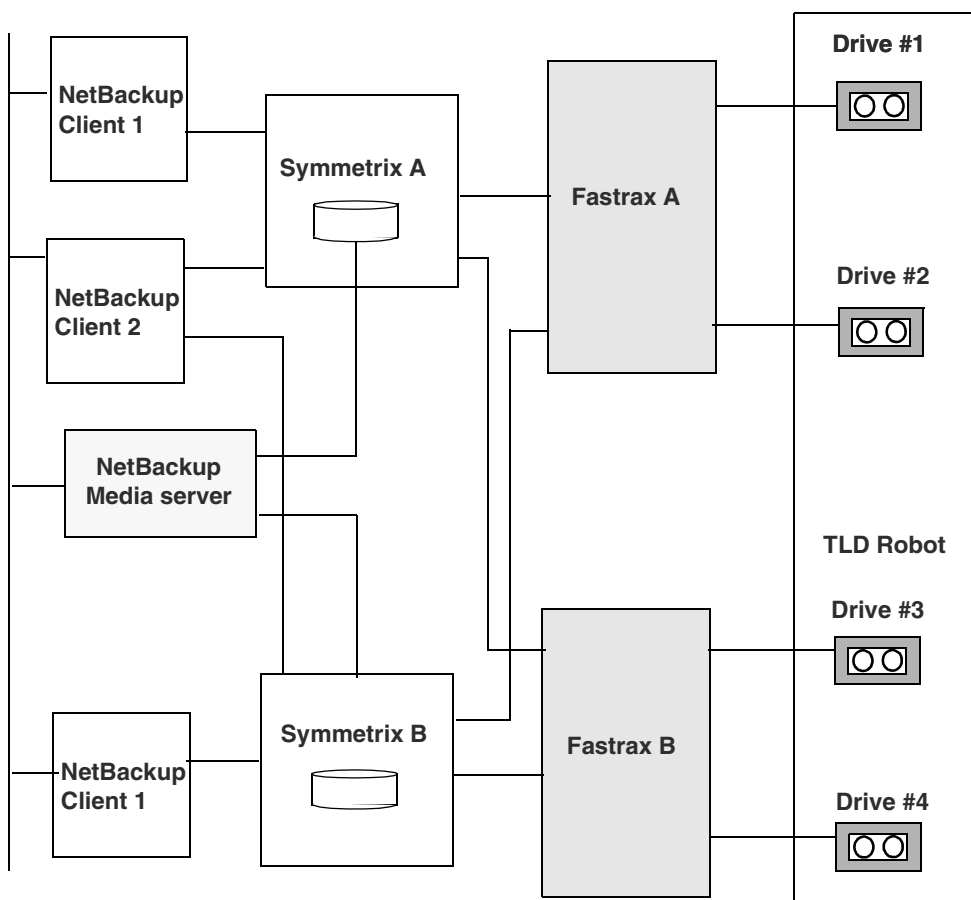 NetBackup
Client 1
Symmetrix A
Fastrax A
Drive #1
NetBackup
Client 2
Drive #2
NetBackup
Media server
TLD Robot
Drive #3
NetBackup
Client 1
Symmetrix B
Fastrax B
Drive #4